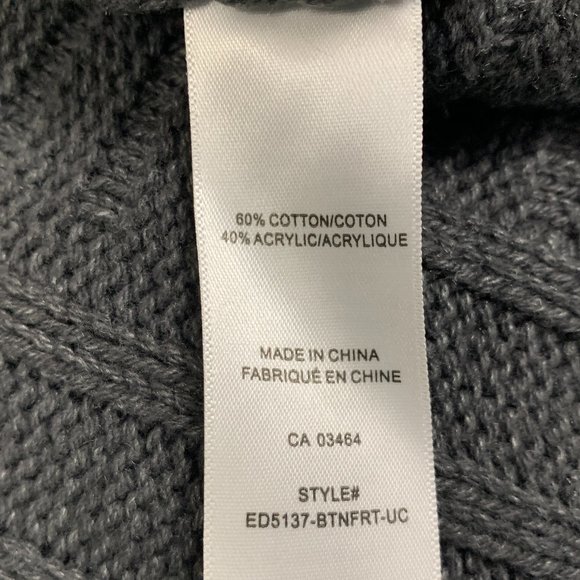 60% COTTON/COTON
40% ACRYLIC/ACRYLIQUE
MADE IN CHINA
FABRIQUÉ EN CHINE
CA 03464
STYLE#
ED5137-BTNFRT-UC